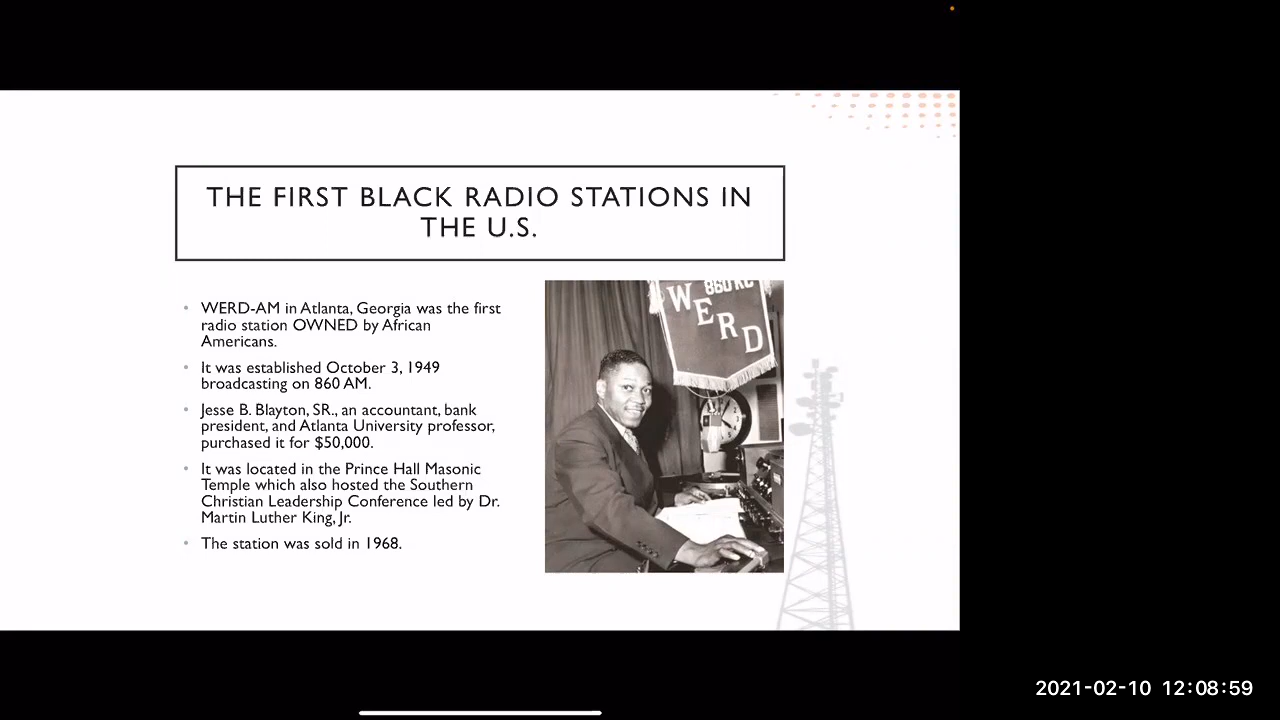 THE FIRST BLACK RADIO STATIONS IN
THE U.S.
• WERD-AM in Atlanta, Georgia was the first
radio station OWNED by African
Americans.
• It was established October 3, 1949
broadcasting on 860 AM.
• Jesse B. Blayton, SR., an accountant, bank
president, and Atlanta University professor,
purchased it for $50,000.
• It was located in the Prince Hall Masonic
Temple which also hosted the Southern
Christian Leadership Conference led by Dr.
Martin Luther King, Jr.
• The station was sold in 1968.
860 KC
WERD
2021-02-10 12:08:59